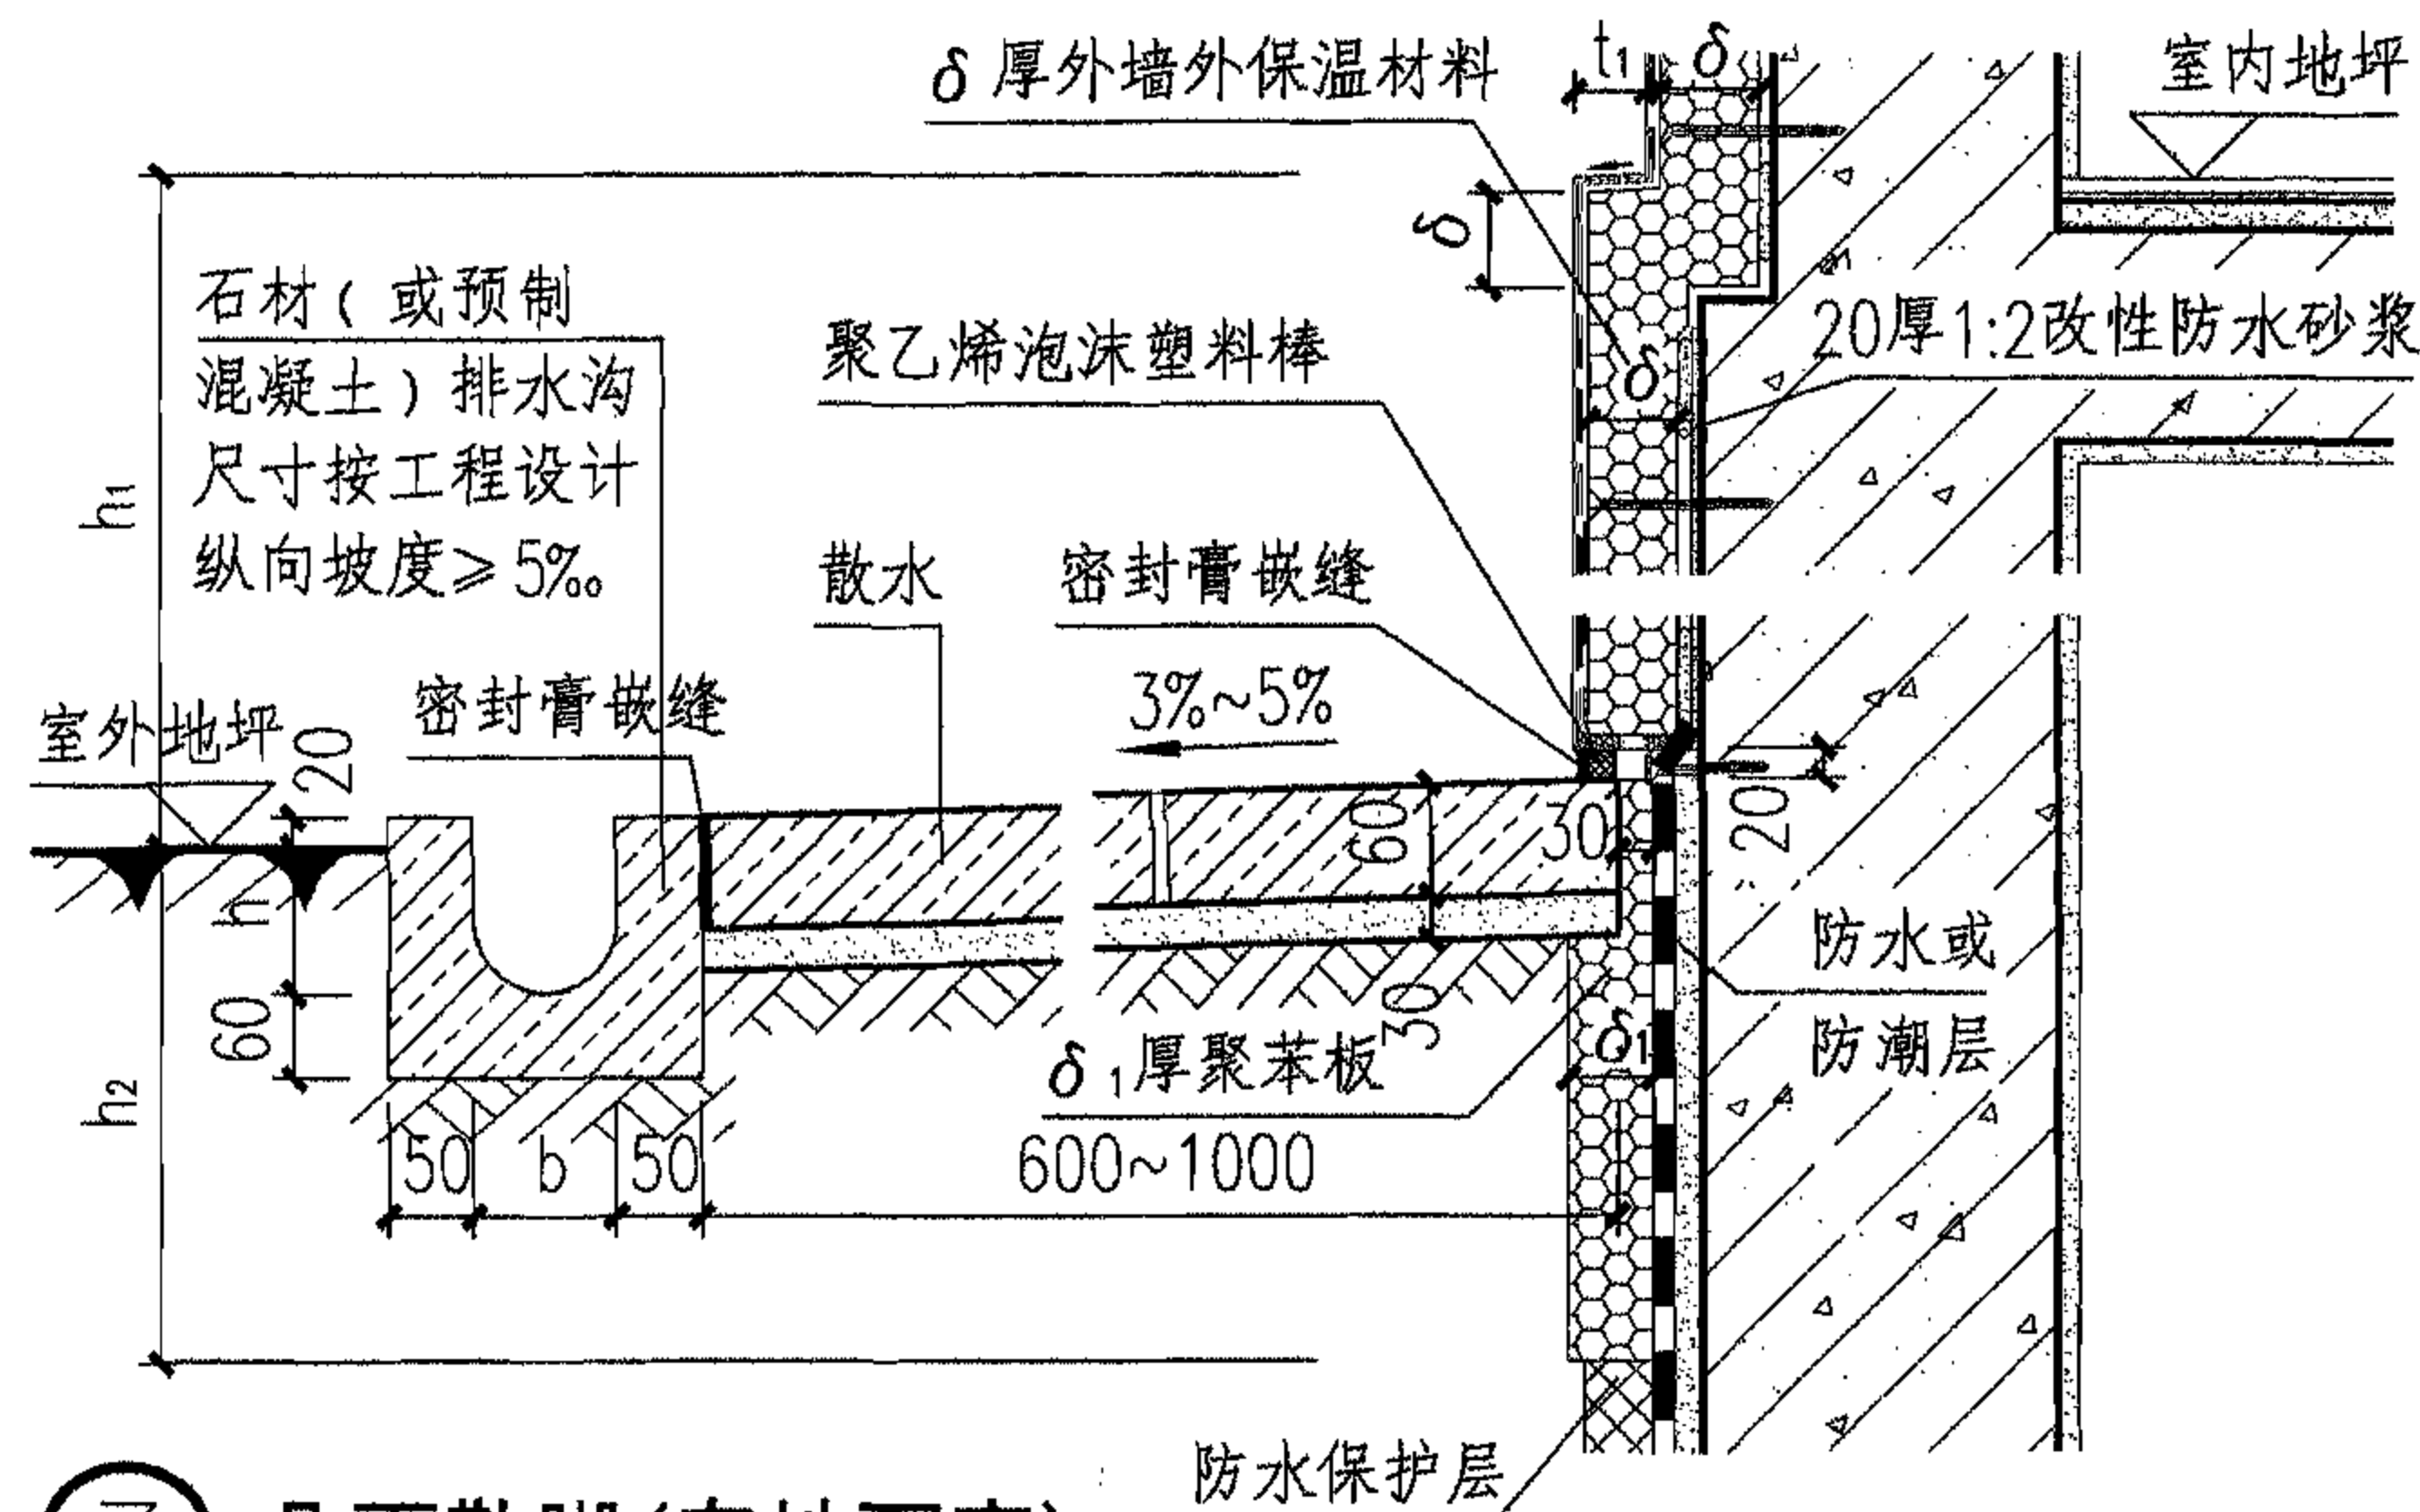 δ 厚外墙外保温材料
t1
δ
室内地坪
δ
石材(或预制
混凝土)排水沟
尺寸按工程设计
纵向坡度≥5‰
聚乙烯泡沫塑料棒
20厚1:2改性防水砂浆
δ
h1
散水
密封膏嵌缝
密封膏嵌缝
3%~5%
室外地坪
20
60
30
20
h
防水或
防潮层
60
30
δ1厚聚苯板
δ1
h2
50
b
50
600~1000
防水保护层